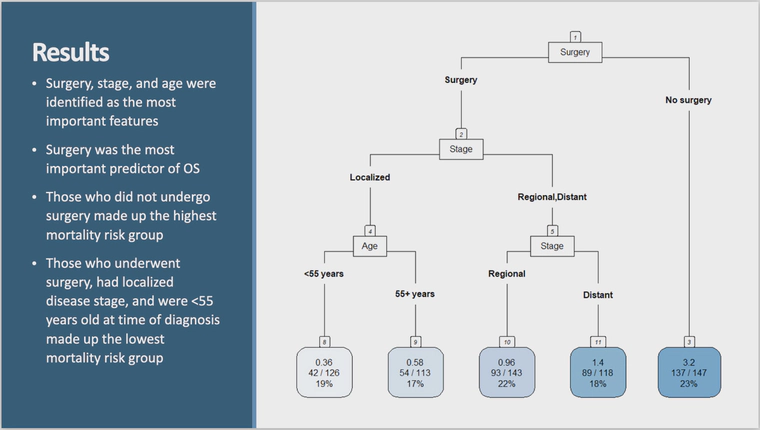 Results
• Surgery, stage, and age were
identified as the most
important features
• Surgery was the most
important predictor of OS
• Those who did not undergo
surgery made up the highest
mortality risk group
• Those who underwent
surgery, had localized
disease stage, and were <55
years old at time of diagnosis
made up the lowest
mortality risk group
1
Surgery
Surgery
No surgery
2
Stage
Localized
Regional,Distant
4
Age
5
Stage
<55 years
55+ years
Regional
Distant
8
0.36
42 / 126
19%
9
0.58
54 / 113
17%
10
0.96
93 / 143
22%
11
1.4
89 / 118
18%
3
3.2
137 / 147
23%